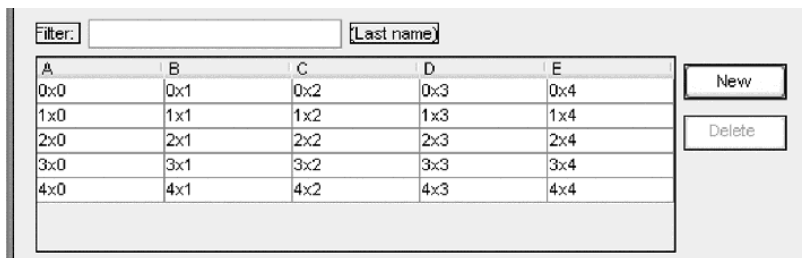 Filter: (Last name)
A B C D E
0x0 0x1 0x2 0x3 0x4
1x0 1x1 1x2 1x3 1x4
2x0 2x1 2x2 2x3 2x4
3x0 3x1 3x2 3x3 3x4
4x0 4x1 4x2 4x3 4x4
New
Delete